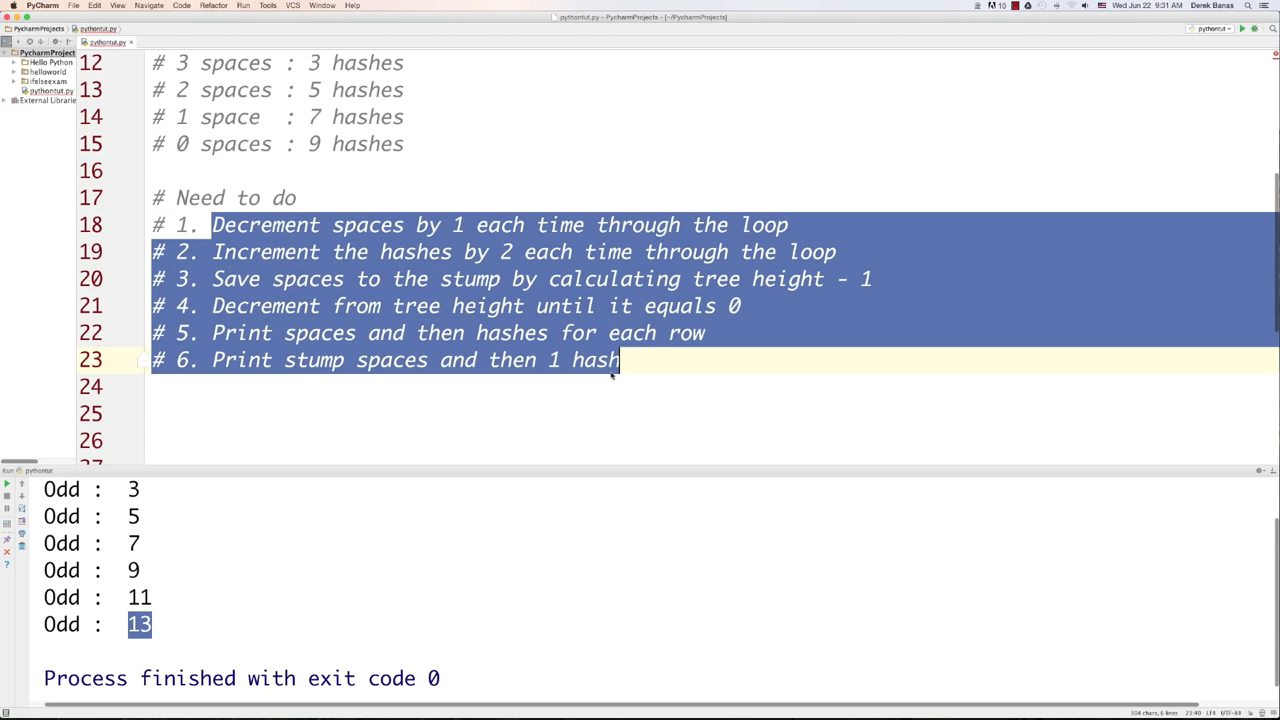 PyCharm File Edit View Navigate Code Refactor Run Tools VCS Window Help
10 Wed Jun 22 9:31 AM Derek Banas
pythontut.py - PycharmProjects - [~/PycharmProjects]
PycharmProjects pythontut.py
pythontut
pythontut.py
PycharmProject
Hello Python
helloworld
ifelseexam
pythontut.py
External Librarie
12 # 3 spaces : 3 hashes
13 # 2 spaces : 5 hashes
14 # 1 space  : 7 hashes
15 # 0 spaces : 9 hashes
16
17 # Need to do
18 # 1. Decrement spaces by 1 each time through the loop
19 # 2. Increment the hashes by 2 each time through the loop
20 # 3. Save spaces to the stump by calculating tree height - 1
21 # 4. Decrement from tree height until it equals 0
22 # 5. Print spaces and then hashes for each row
23 # 6. Print stump spaces and then 1 hash
24
25
26
Run pythontut
Odd :  3
Odd :  5
Odd :  7
Odd :  9
Odd :  11
Odd :  13
Process finished with exit code 0
304 chars, 6 lines 23:40 LF‡ UTF-8‡